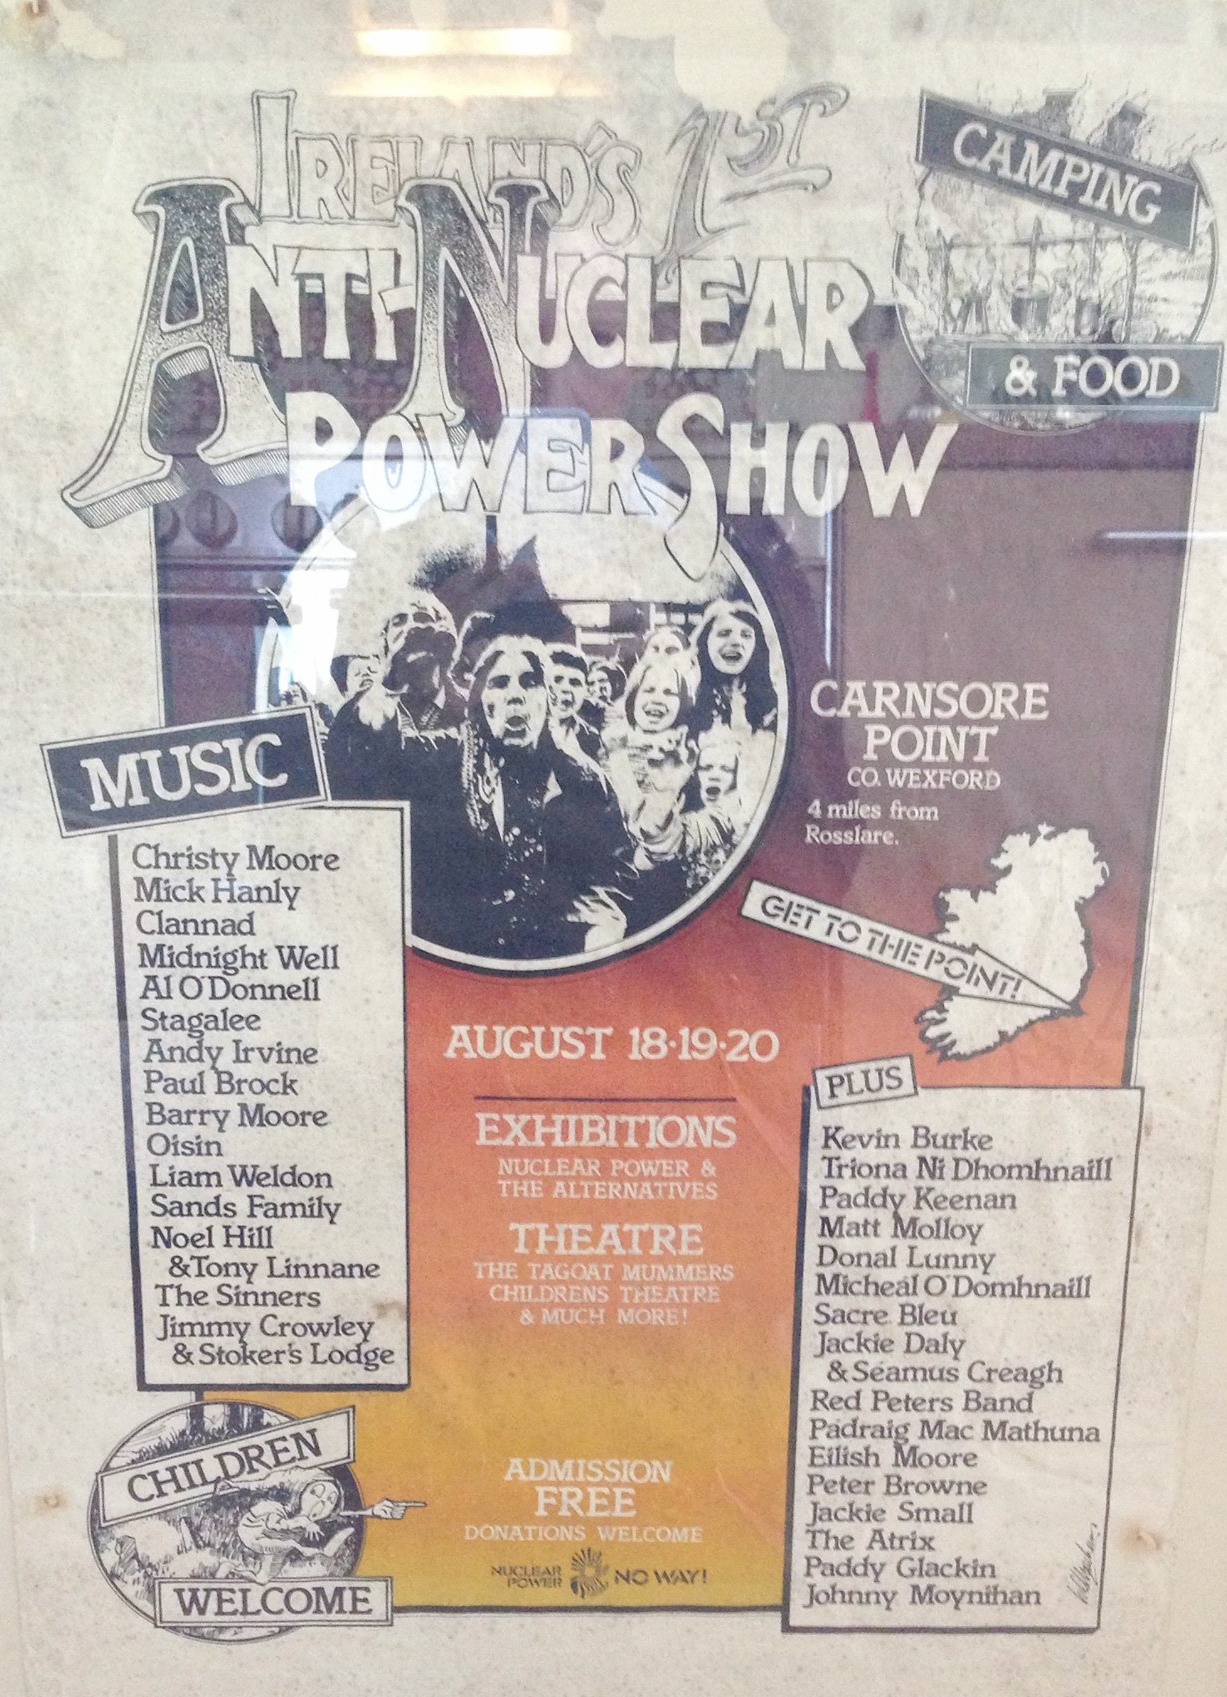 IRELAND'S 1ST
ANTI-NUCLEAR
POWER SHOW
CAMPING
& FOOD
CARNSORE
POINT
CO. WEXFORD
4 miles from
Rosslare.
GET TO THE POINT!
MUSIC
Christy Moore
Mick Hanly
Clannad
Midnight Well
Al O'Donnell
Stagalee
Andy Irvine
Paul Brock
Barry Moore
Oisin
Liam Weldon
Sands Family
Noel Hill
& Tony Linnane
The Sinners
Jimmy Crowley
& Stoker's Lodge
AUGUST 18·19·20
EXHIBITIONS
NUCLEAR POWER &
THE ALTERNATIVES
THEATRE
THE TAGOAT MUMMERS
CHILDRENS THEATRE
& MUCH MORE!
ADMISSION
FREE
DONATIONS WELCOME
NUCLEAR
POWER
NO WAY!
PLUS
Kevin Burke
Triona Ni Dhomhnaill
Paddy Keenan
Matt Molloy
Donal Lunny
Micheal O'Domhnaill
Sacre Bleu
Jackie Daly
& Seamus Creagh
Red Peters Band
Padraig Mac Mathuna
Eilish Moore
Peter Browne
Jackie Small
The Atrix
Paddy Glackin
Johnny Moynihan
CHILDREN
WELCOME